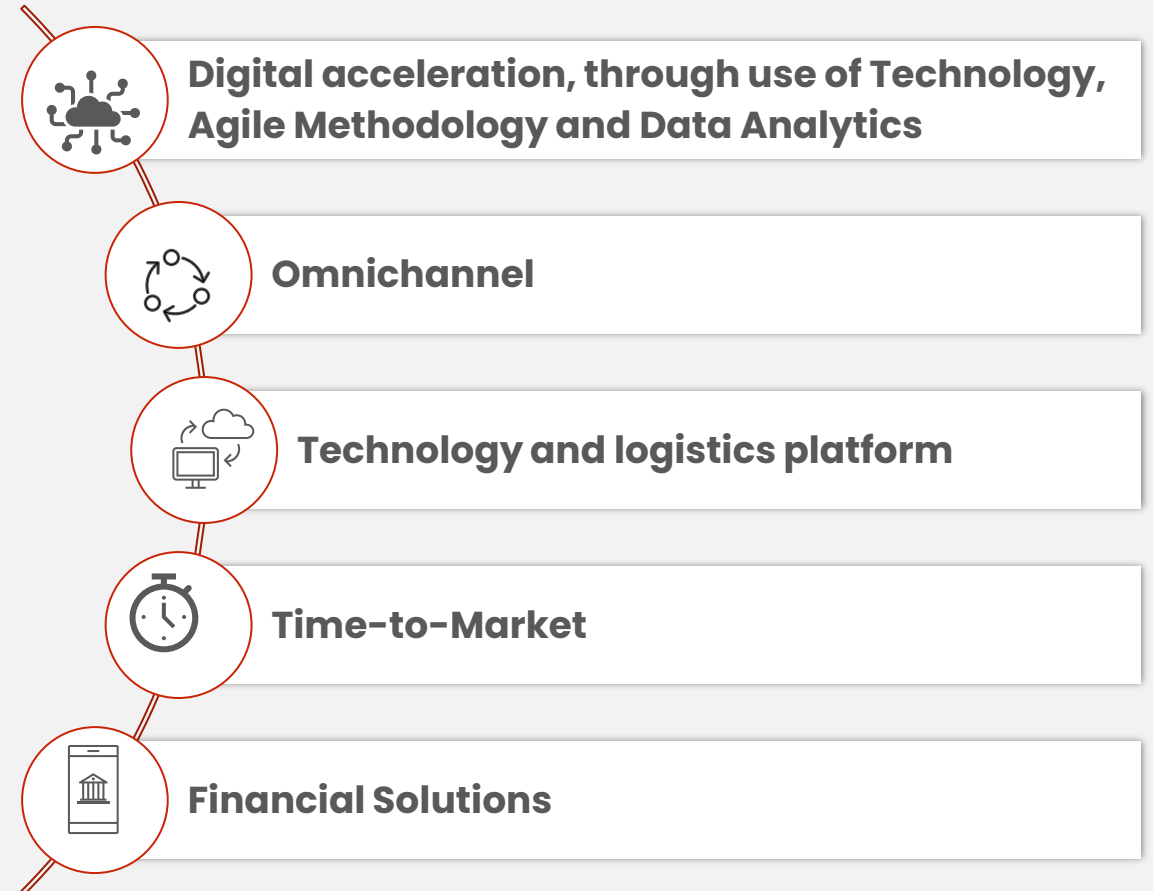 Digital acceleration, through use of Technology,
Agile Methodology and Data Analytics
Omnichannel
Technology and logistics platform
Time-to-Market
Financial Solutions